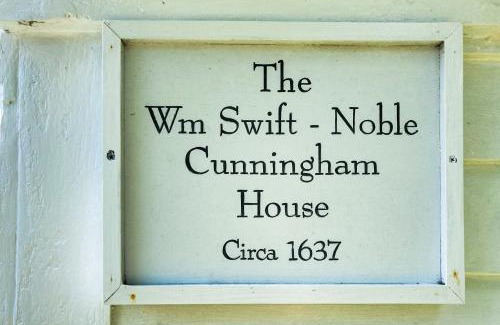 The
Wm Swift - Noble
Cunningham
House
Circa 1637